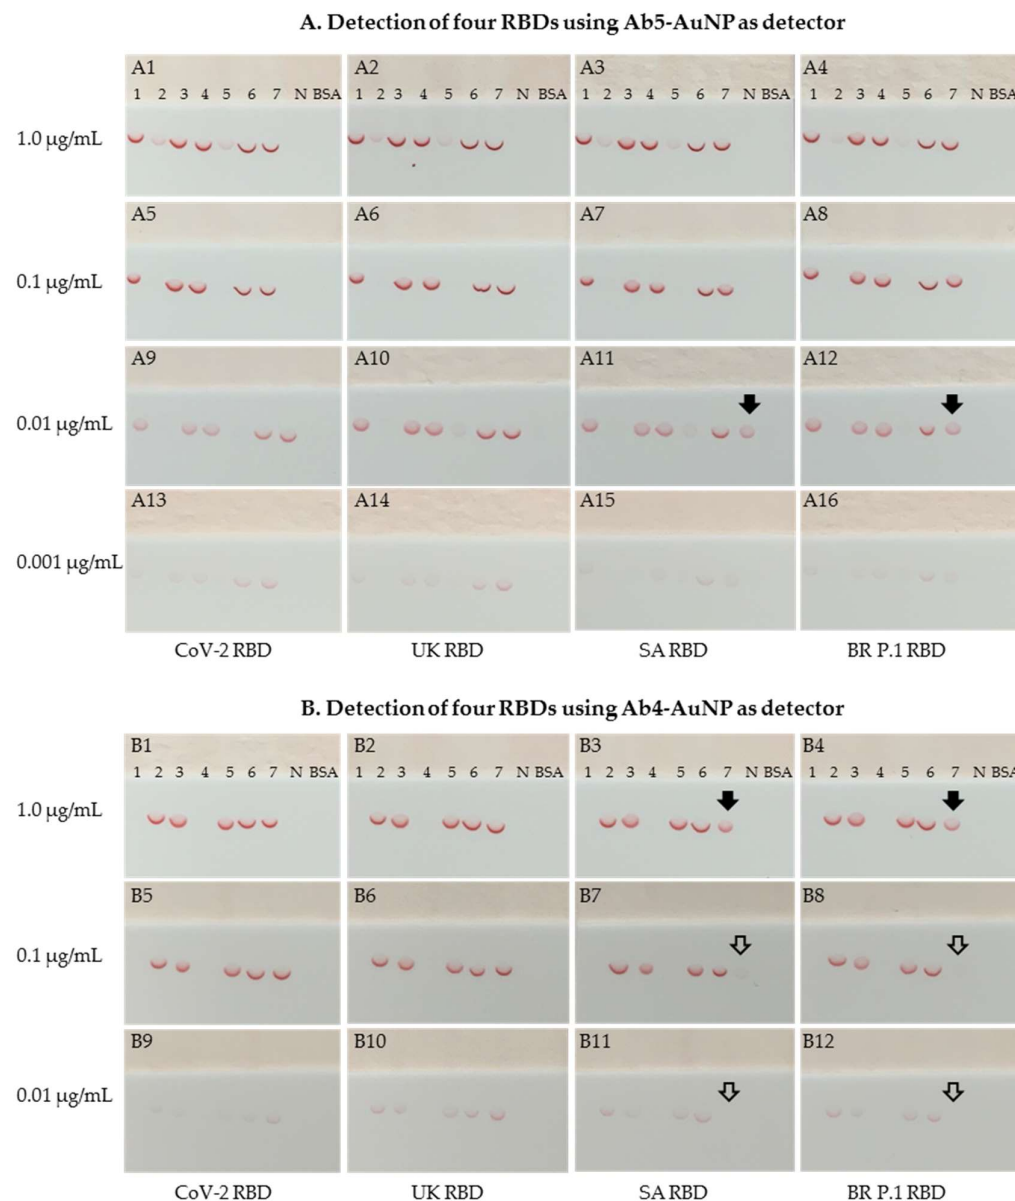 A. Detection of four RBDs using Ab5-AuNP as detector
A1 A2 A3 A4
1 2 3 4 5 6 7 N BSA 1 2 3 4 5 6 7 N BSA 1 2 3 4 5 6 7 N BSA 1 2 3 4 5 6 7 N BSA
1.0 µg/mL
A5 A6 A7 A8
0.1 µg/mL
A9 A10 A11 A12
0.01 µg/mL
A13 A14 A15 A16
0.001 µg/mL
CoV-2 RBD UK RBD SA RBD BR P.1 RBD
B. Detection of four RBDs using Ab4-AuNP as detector
B1 B2 B3 B4
1 2 3 4 5 6 7 N BSA 1 2 3 4 5 6 7 N BSA 1 2 3 4 5 6 7 N BSA 1 2 3 4 5 6 7 N BSA
1.0 µg/mL
B5 B6 B7 B8
0.1 µg/mL
B9 B10 B11 B12
0.01 µg/mL
CoV-2 RBD UK RBD SA RBD BR P.1 RBD